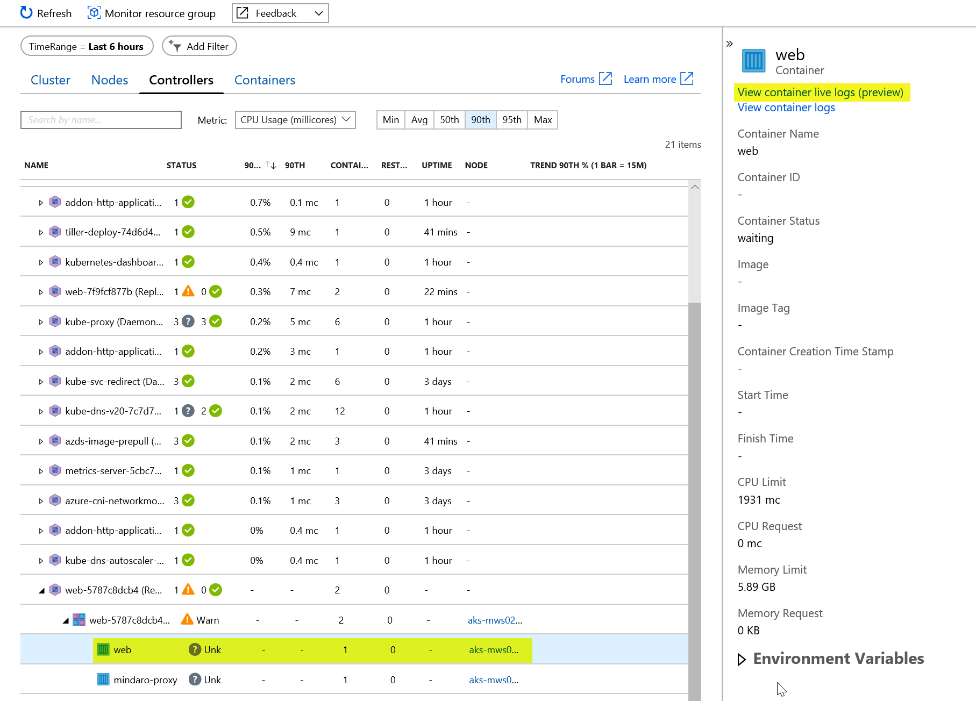 Refresh Monitor resource group Feedback
TimeRange = Last 6 hours Add Filter
Cluster Nodes Controllers Containers Forums Learn more
Search by name... Metric: CPU Usage (millicores) Min Avg 50th 90th 95th Max
21 items
NAME STATUS 90... ↑↓ 90TH CONTAI... REST... UPTIME NODE TREND 90TH % (1 BAR = 15M)
addon-http-applicati... 1 0.7% 0.1 mc 1 0 1 hour -
tiller-deploy-74d6d4... 1 0.5% 9 mc 1 0 41 mins -
kubernetes-dashboar... 1 0.4% 0.4 mc 1 0 1 hour -
web-7f9fcf877b (Repl... 1 0 0.3% 7 mc 2 0 22 mins -
kube-proxy (Daemon... 3 3 0.2% 5 mc 6 0 1 hour -
addon-http-applicati... 1 0.2% 3 mc 1 0 1 hour -
kube-svc-redirect (Da... 3 0.1% 2 mc 6 0 3 days -
kube-dns-v20-7c7d7... 1 2 0.1% 2 mc 12 0 1 hour -
azds-image-prepull (... 3 0.1% 2 mc 3 0 41 mins -
metrics-server-5cbc7... 1 0.1% 1 mc 1 0 3 days -
azure-cni-networkmo... 3 0.1% 1 mc 3 0 3 days -
addon-http-applicati... 1 0% 0.4 mc 1 0 1 hour -
kube-dns-autoscaler-... 1 0% 0.4 mc 1 0 1 hour -
web-5787c8dcb4 (Re... 1 0 - - 2 0 - -
web-5787c8dcb4... Warn - - 2 0 - aks-mws02...
web Unk - - 1 0 - aks-mws0...
mindaro-proxy Unk - - 1 0 - aks-mws0...
»
web
Container
View container live logs (preview)
View container logs
Container Name
web
Container ID
-
Container Status
waiting
Image
-
Image Tag
-
Container Creation Time Stamp
-
Start Time
-
Finish Time
-
CPU Limit
1931 mc
CPU Request
0 mc
Memory Limit
5.89 GB
Memory Request
0 KB
Environment Variables